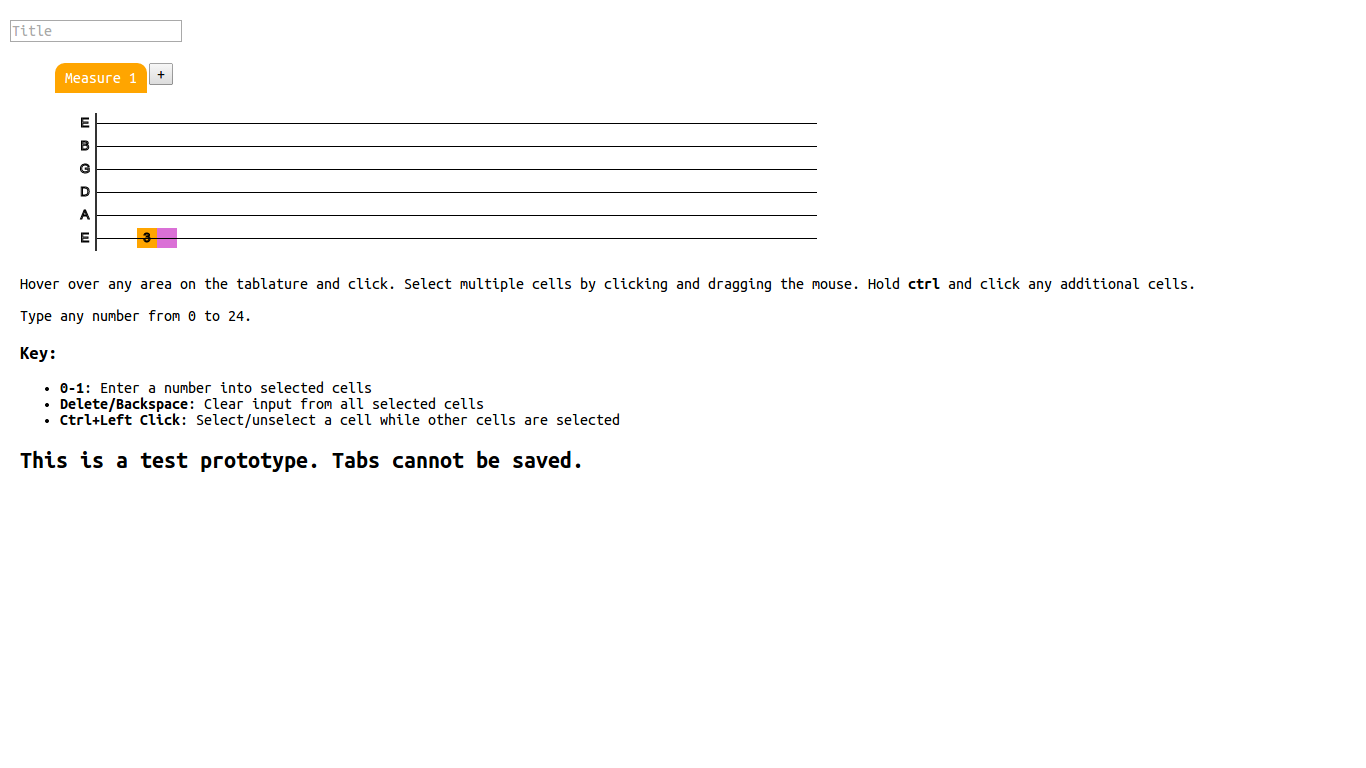 Title
Measure 1 +
E
B
G
D
A
E 3
Hover over any area on the tablature and click. Select multiple cells by clicking and dragging the mouse. Hold ctrl and click any additional cells.
Type any number from 0 to 24.
Key:
• 0-1: Enter a number into selected cells
• Delete/Backspace: Clear input from all selected cells
• Ctrl+Left Click: Select/unselect a cell while other cells are selected
This is a test prototype. Tabs cannot be saved.